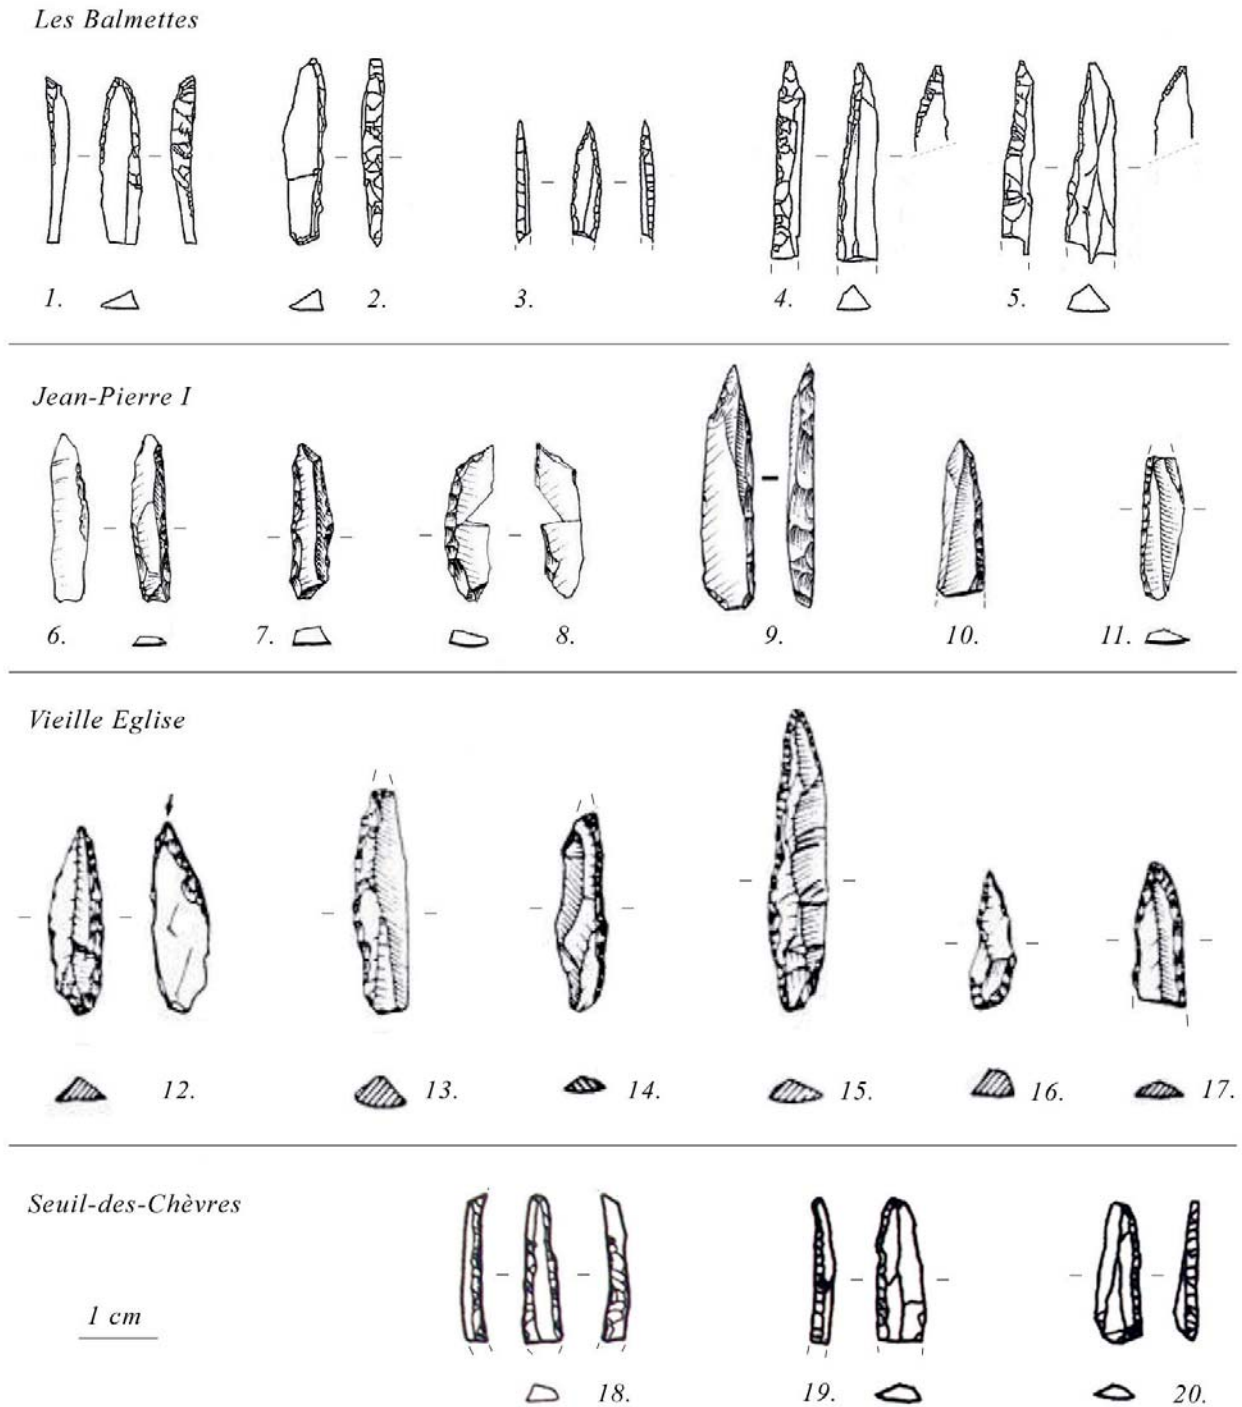 Les Balmettes
1. 2. 3. 4. 5.
Jean-Pierre I
6. 7. 8. 9. 10. 11.
Vieille Eglise
12. 13. 14. 15. 16. 17.
Seuil-des-Chèvres
1 cm
18. 19. 20.